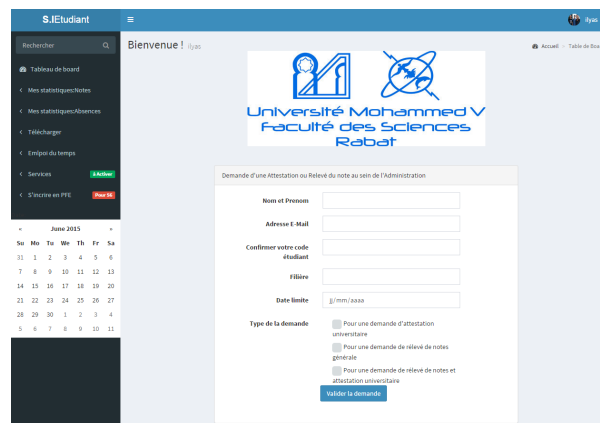 S.IEtudiant
ilyas
Rechercher
Tableau de board
Mes statistiques:Notes
Mes statistiques:Absences
Télécharger
Emlpoi du temps
Services à Activer
S'incrire en PFE Pour S6
« June 2015 »
Su Mo Tu We Th Fr Sa
31 1 2 3 4 5 6
7 8 9 10 11 12 13
14 15 16 17 18 19 20
21 22 23 24 25 26 27
28 29 30 1 2 3 4
5 6 7 8 9 10 11
Bienvenue ! ilyas
Accueil > Table de Boa
Université Mohammed V
Faculté des Sciences
Rabat
Demande d'une Attestation ou Relevé du note au sein de l'Administration
Nom et Prenom
Adresse E-Mail
Confirmer votre code
étudiant
Filière
Date limite jj/mm/aaaa
Type de la demande
Pour une demande d'attestation
universitaire
Pour une demande de rélevé de notes
générale
Pour une demande de rélevé de notes et
attestation universitaire
Valider la demande